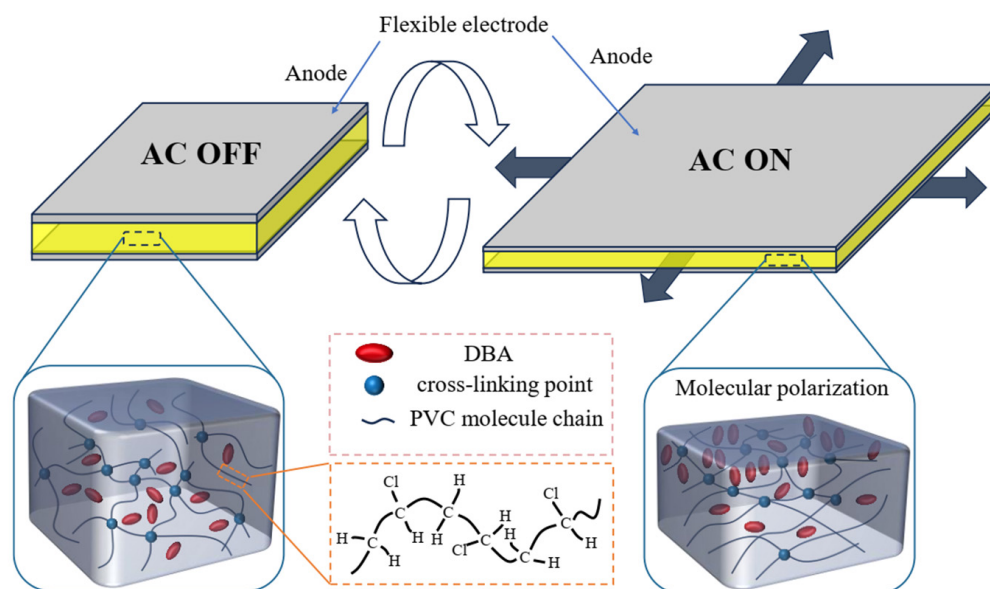 Flexible electrode
Anode
Anode
AC OFF
AC ON
DBA
cross-linking point
PVC molecule chain
Molecular polarization
Cl
H
Cl
H
C
C
C
H
H
H
H
C
H
H
Cl
C
C
H
H